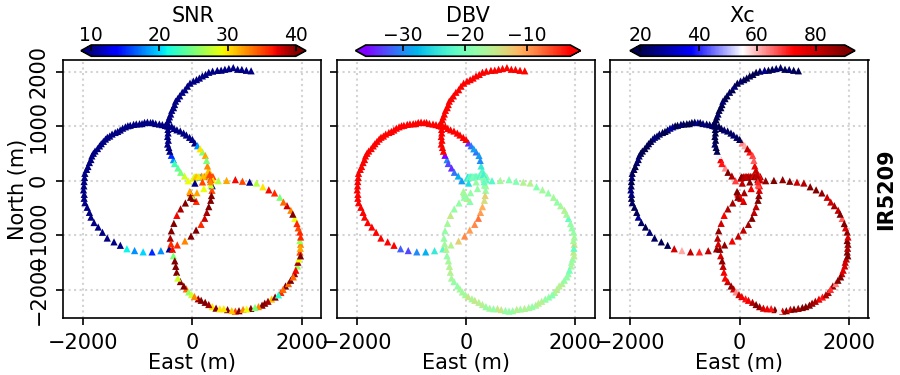 SNR DBV Xc
10 20 30 40 −30 −20 −10 20 40 60 80
North (m)
2000
1000
0
−1000
−2000
IR5209
−2000 0 2000 −2000 0 2000 −2000 0 2000
East (m) East (m) East (m)